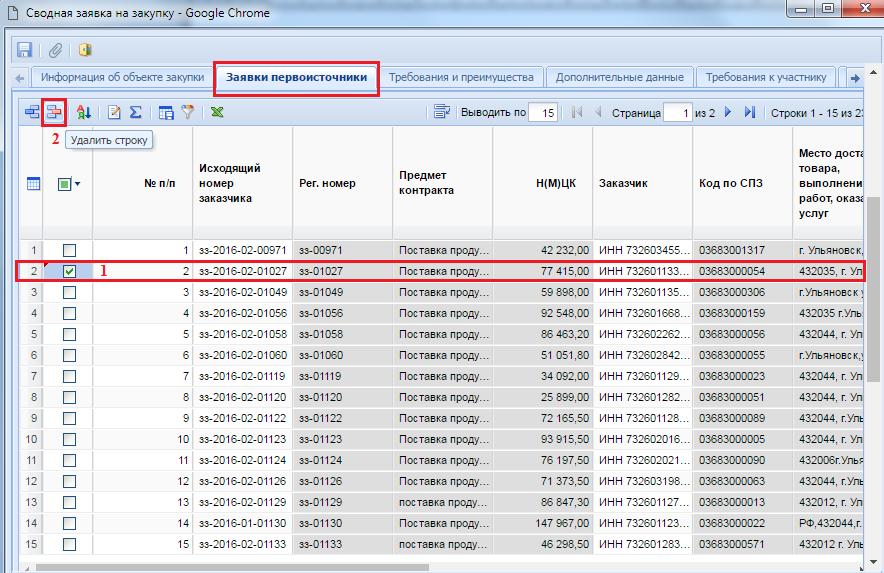 Сводная заявка на закупку - Google Chrome
Информация об объекте закупки Заявки первоисточники Требования и преимущества Дополнительные данные Требования к участнику
Выводить по 15 Страница 1 из 2 Строки 1 - 15 из 23
2 Удалить строку
№ п/п Исходящий номер заказчика Рег. номер Предмет контракта Н(М)ЦК Заказчик Код по СПЗ Место доста товара, выполнени работ, оказа услуг
1 1 зз-2016-02-00971 зз-00971 Поставка проду... 42 232,00 ИНН 732603455... 03683001317 г. Ульяновск,
2 1 2 зз-2016-02-01027 зз-01027 Поставка проду... 77 415,00 ИНН 732601133... 03683000054 432035, г. Уль
3 3 зз-2016-02-01049 зз-01049 Поставка проду... 59 898,00 ИНН 732601135... 03683000306 г.Ульяновск у
4 4 зз-2016-02-01056 зз-01056 Поставка проду... 92 548,00 ИНН 732601668... 03683000159 432035 г.Улья
5 5 зз-2016-02-01058 зз-01058 Поставка проду... 86 463,20 ИНН 732602262... 03683000056 432044, г. Уль
6 6 зз-2016-02-01060 зз-01060 Поставка проду... 51 051,80 ИНН 732602842... 03683000055 г.Ульяновск,у
7 7 зз-2016-02-01119 зз-01119 Поставка проду... 34 092,00 ИНН 732601129... 03683000023 432044, г. Уль
8 8 зз-2016-02-01120 зз-01120 Поставка проду... 25 899,00 ИНН 732601282... 03683000051 432044, г. Уль
9 9 зз-2016-02-01122 зз-01122 Поставка проду... 72 165,50 ИНН 732601128... 03683000089 432044, г.Улья
10 10 зз-2016-02-01123 зз-01123 Поставка проду... 93 915,50 ИНН 732602016... 03683000005 432044, г. Уль
11 11 зз-2016-02-01124 зз-01124 Поставка проду... 76 197,50 ИНН 732602021... 03683000090 432006г.Улья
12 12 зз-2016-02-01126 зз-01126 Поставка проду... 71 373,50 ИНН 732603198... 03683000063 432044, г.Улья
13 13 зз-2016-02-01129 зз-01129 поставка проду... 86 847,30 ИНН 732601127... 03683000013 432012, г. Уль
14 14 зз-2016-01-01130 зз-01130 Поставка проду... 147 967,00 ИНН 732601123... 03683000022 РФ,432044,г.
15 15 зз-2016-02-01133 зз-01133 поставка проду... 46 298,50 ИНН 732601283... 03683000571 432012 г. Уль